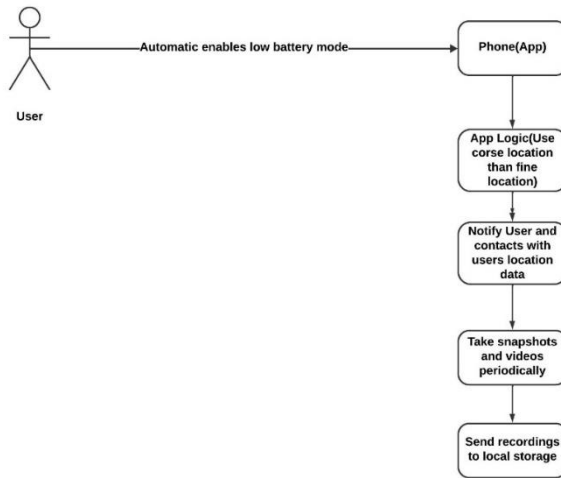 Automatic enables low battery mode
Phone(App)
User
App Logic(Use
corse location
than fine
location)
Notify User and
contacts with
users location
data
Take snapshots
and videos
periodically
Send recordings
to local storage